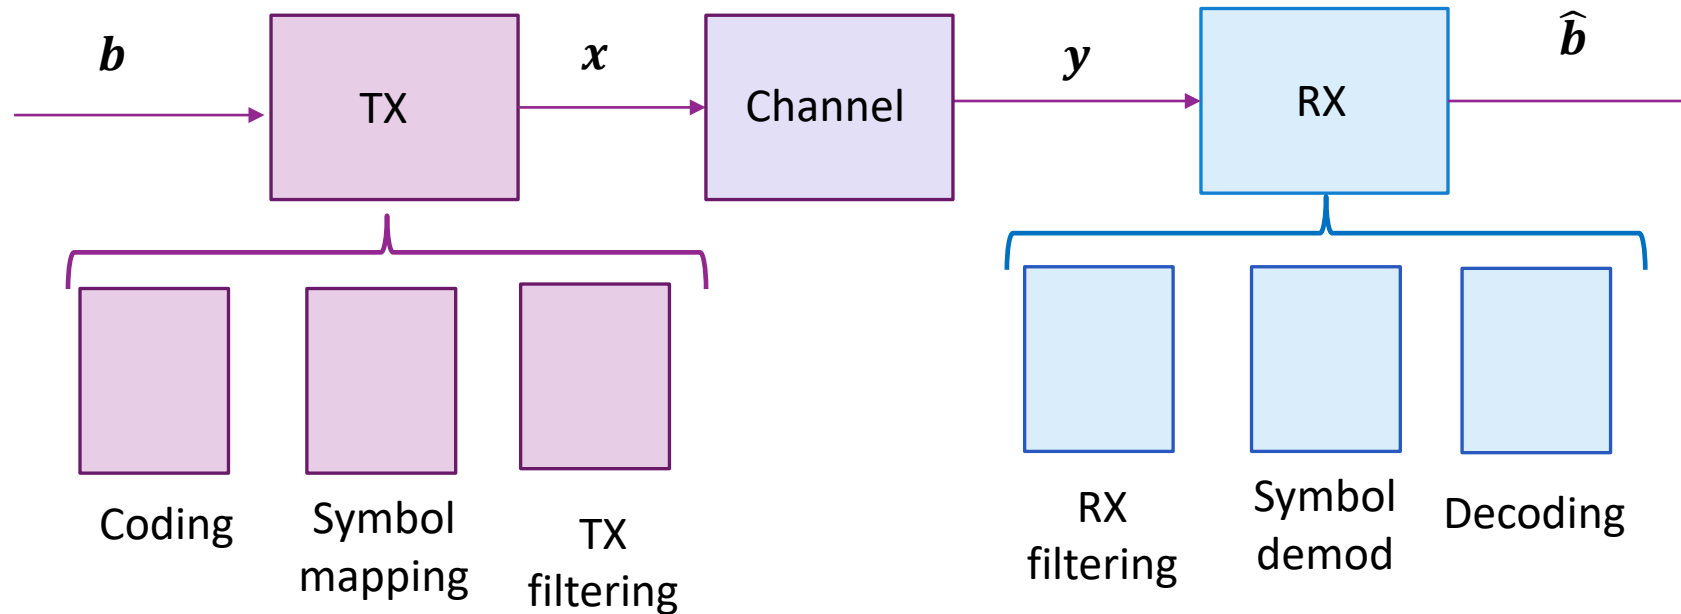 b
x
y
b̂
TX
Channel
RX
Coding
Symbol
mapping
TX
filtering
RX
filtering
Symbol
demod
Decoding